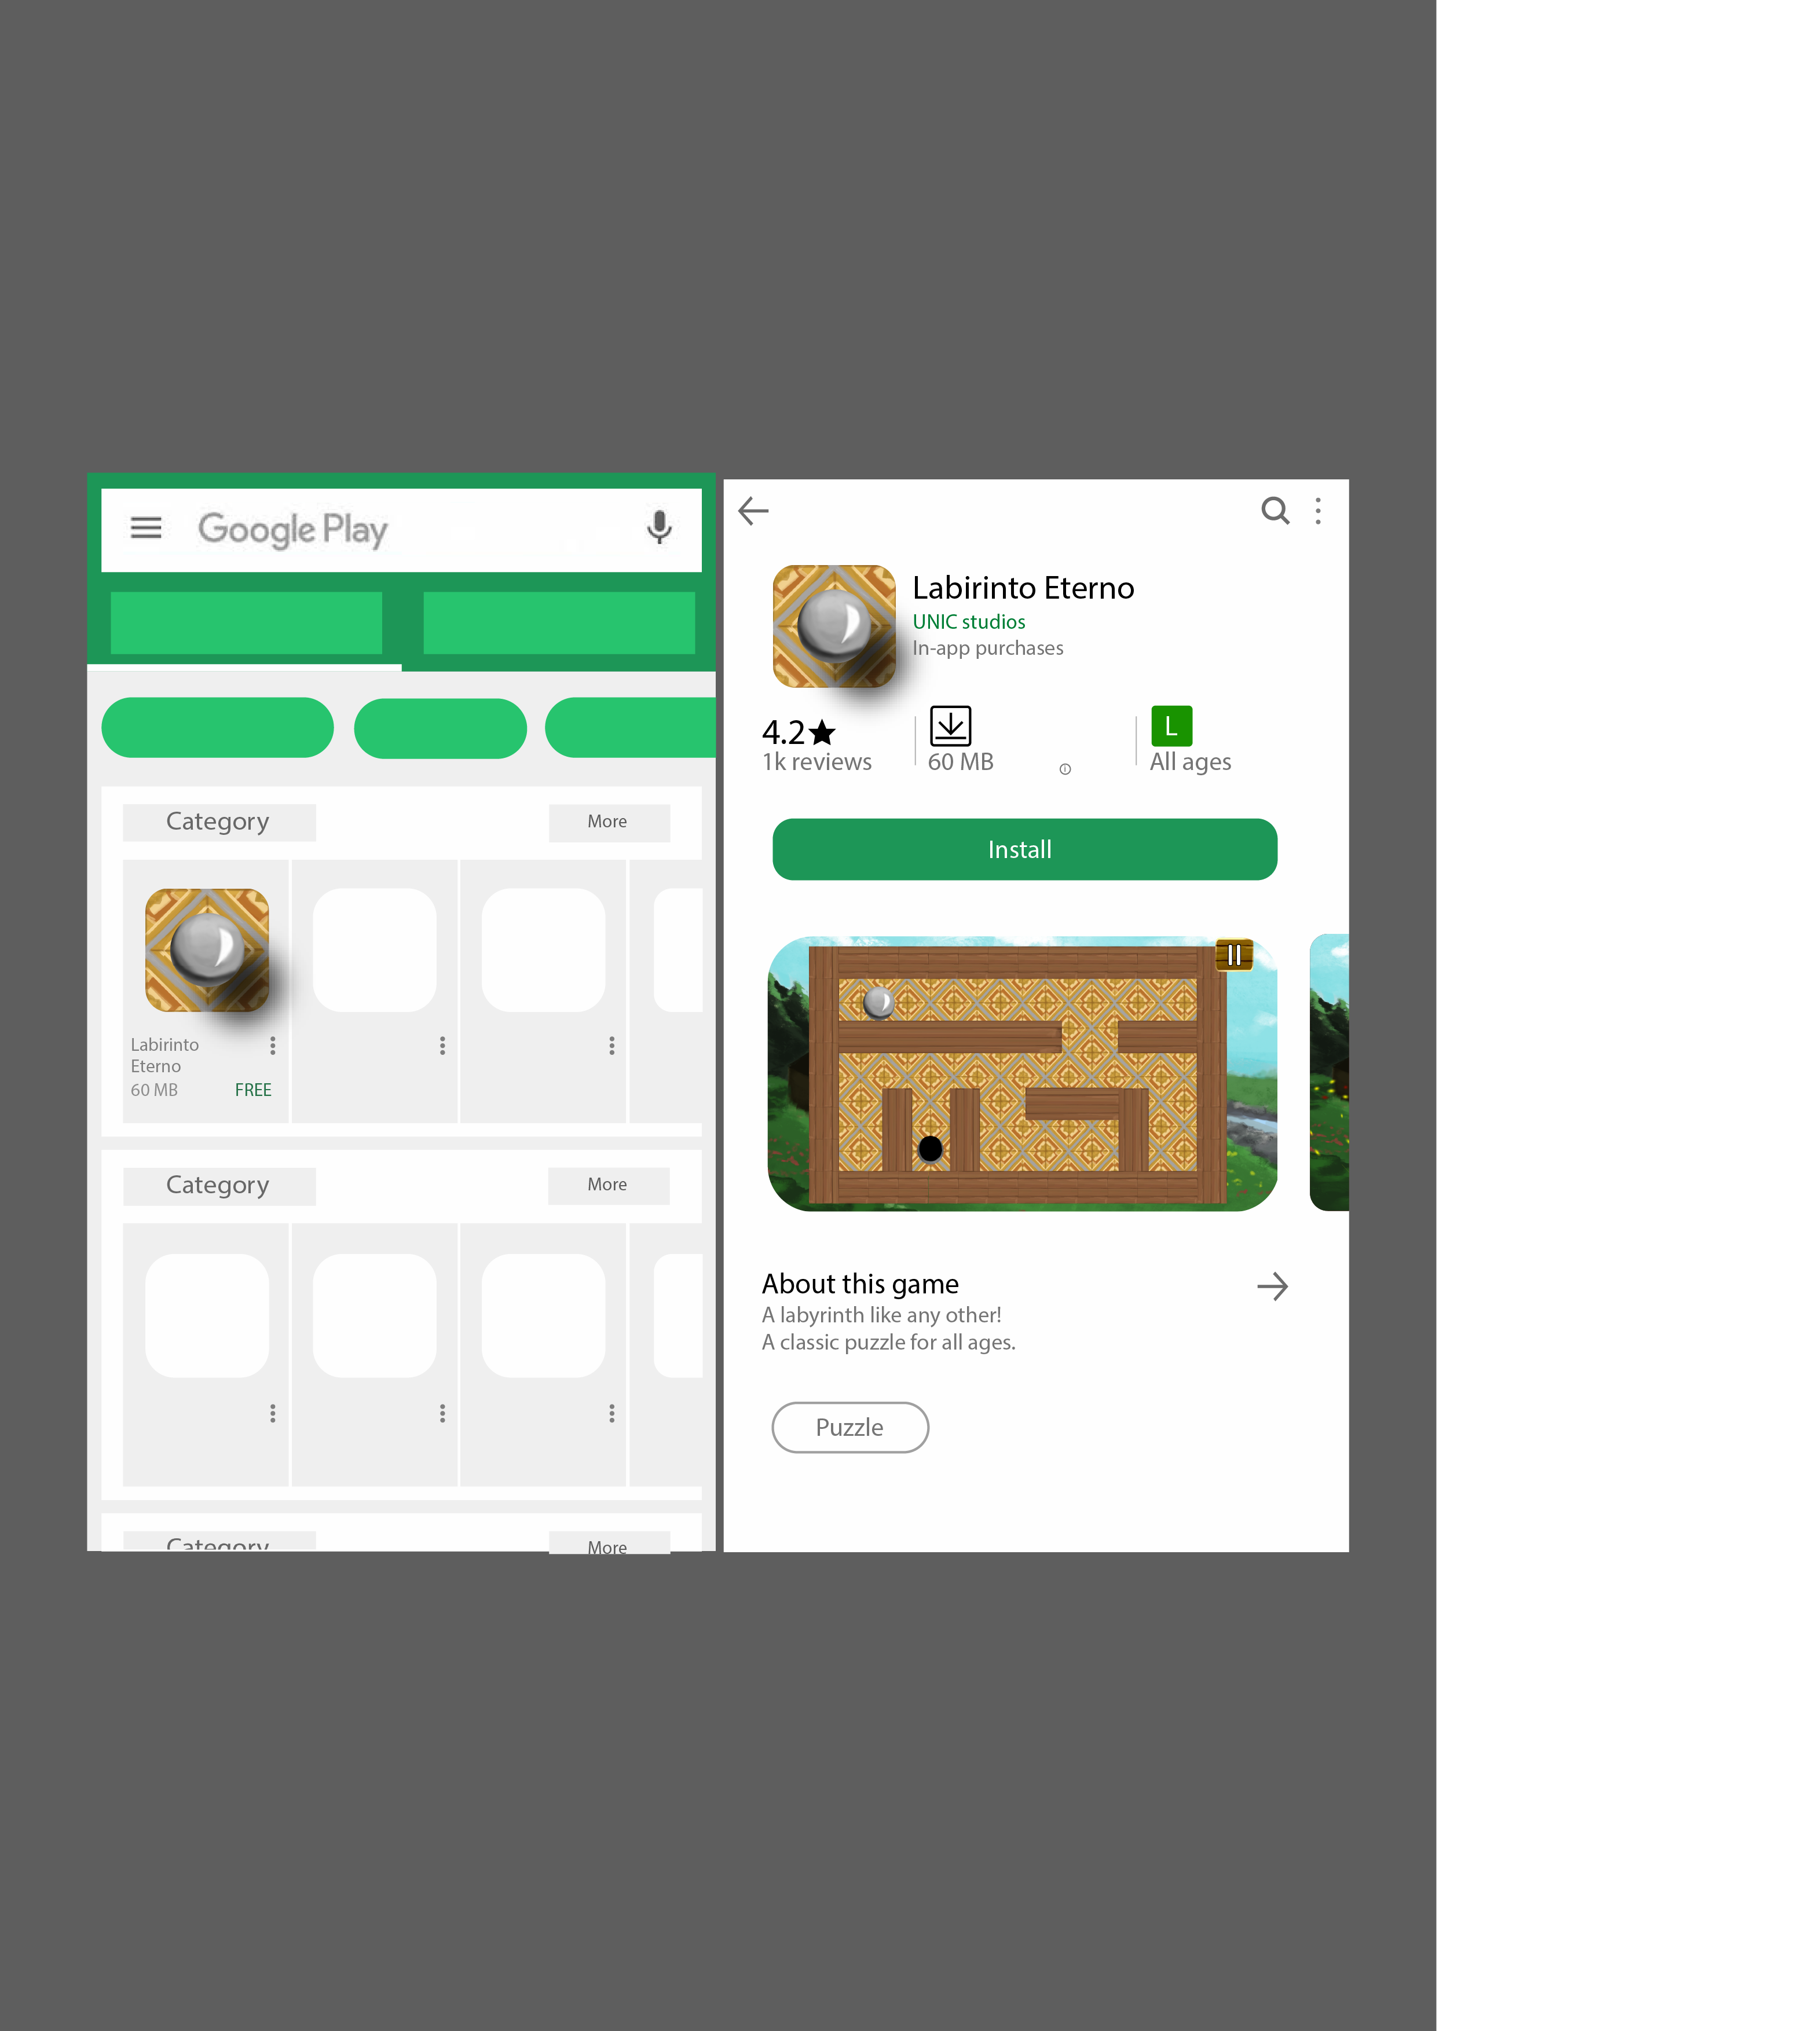 Google Play
Category
More
Labirinto
Eterno
60 MB
FREE
Category
More
Category
More
Labirinto Eterno
UNIC studios
In-app purchases
4.2★
1k reviews
60 MB
L
All ages
Install
About this game
A labyrinth like any other!
A classic puzzle for all ages.
Puzzle